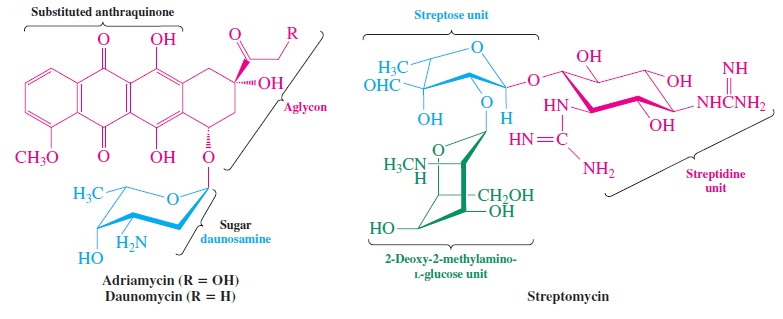 Substituted anthraquinone
O
OH
O
R
OH
Aglycon
CH3O
O
OH
O
H3C
O
Sugar
daunosamine
H2N
HO
Adriamycin (R = OH)
Daunomycin (R = H)
Streptose unit
O
H3C
OHC
OH
O
H
O
OH
OH
NH
NHCNH2
HN
OH
HN=C
NH2
Streptidine
unit
O
H3CN
H
CH2OH
OH
HO
2-Deoxy-2-methylamino-
L-glucose unit
Streptomycin